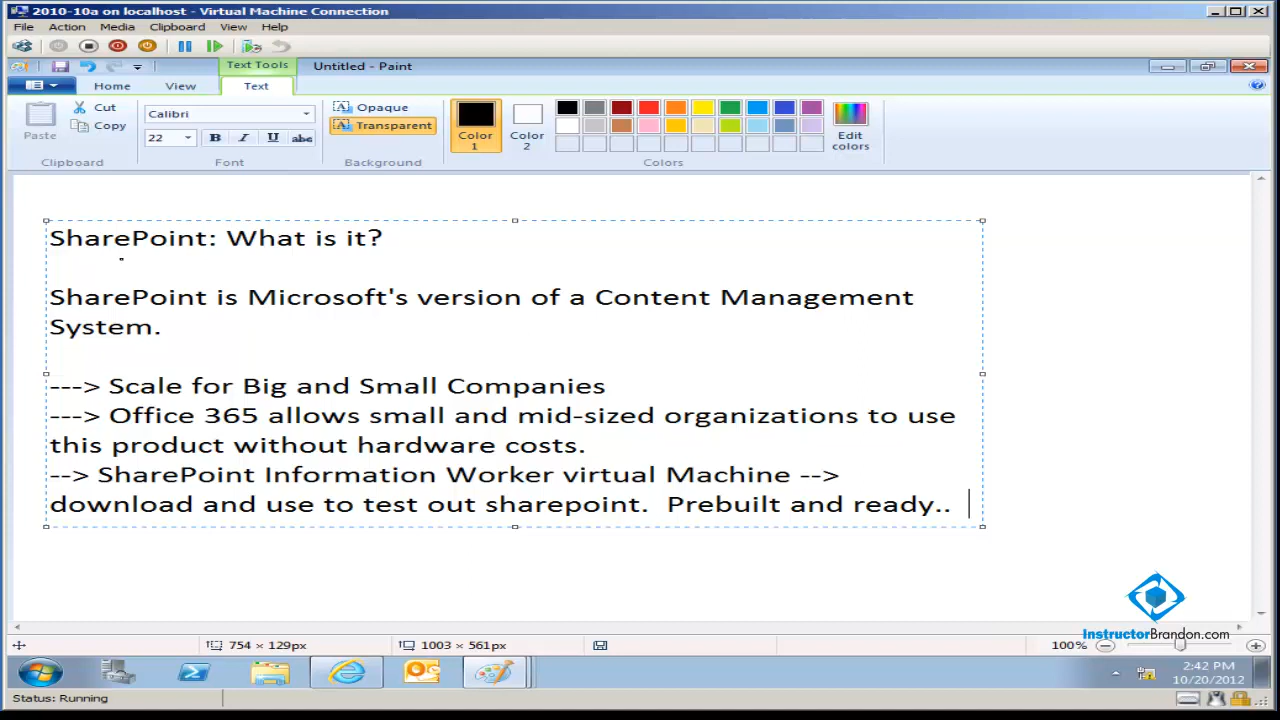 2010-10a on localhost - Virtual Machine Connection
File Action Media Clipboard View Help
Text Tools Untitled - Paint
Home View Text
Paste Cut Copy
Calibri
22 B I U abc
Opaque
Transparent
Color 1 Color 2 Edit colors
Clipboard Font Background Colors
SharePoint: What is it?
SharePoint is Microsoft's version of a Content Management
System.
---> Scale for Big and Small Companies
---> Office 365 allows small and mid-sized organizations to use
this product without hardware costs.
--> SharePoint Information Worker virtual Machine -->
download and use to test out sharepoint.  Prebuilt and ready..
InstructorBrandon.com
754 × 129px 1003 × 561px 100%
2:42 PM
10/20/2012
Status: Running